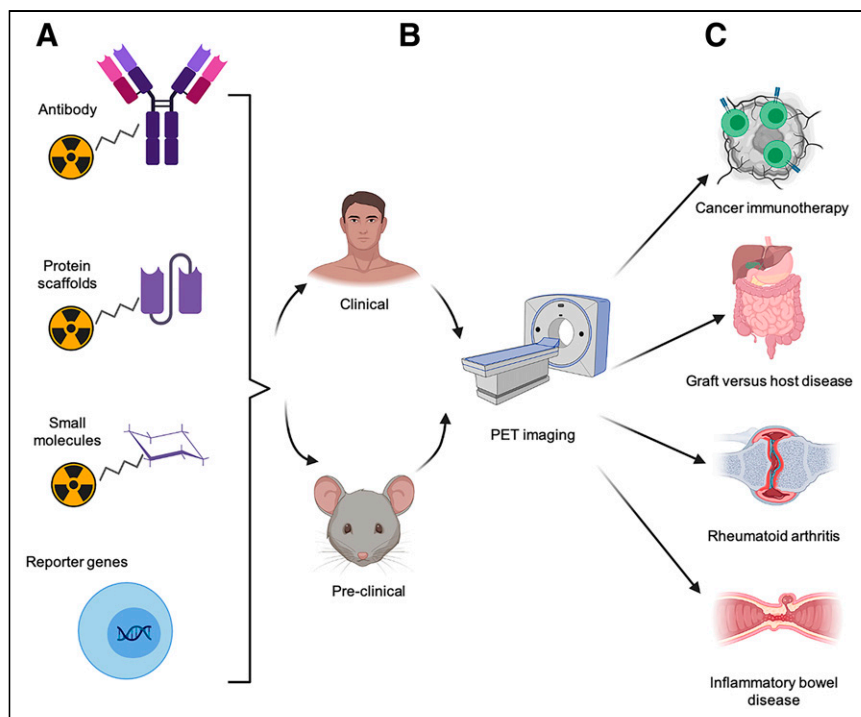 A
B
C
Antibody
Protein
scaffolds
Small
molecules
Reporter genes
Clinical
Pre-clinical
PET imaging
Cancer immunotherapy
Graft versus host disease
Rheumatoid arthritis
Inflammatory bowel
disease